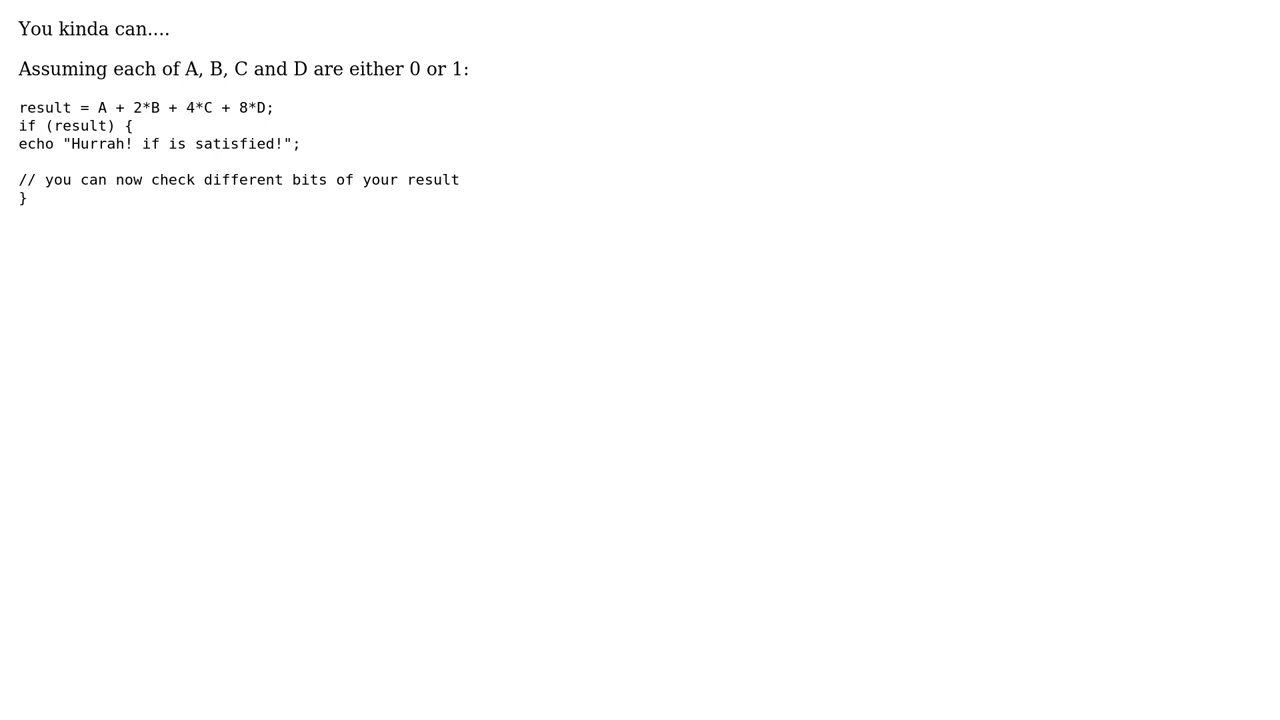 You kinda can....
Assuming each of A, B, C and D are either 0 or 1:
result = A + 2*B + 4*C + 8*D;
if (result) {
echo "Hurrah! if is satisfied!";
// you can now check different bits of your result
}